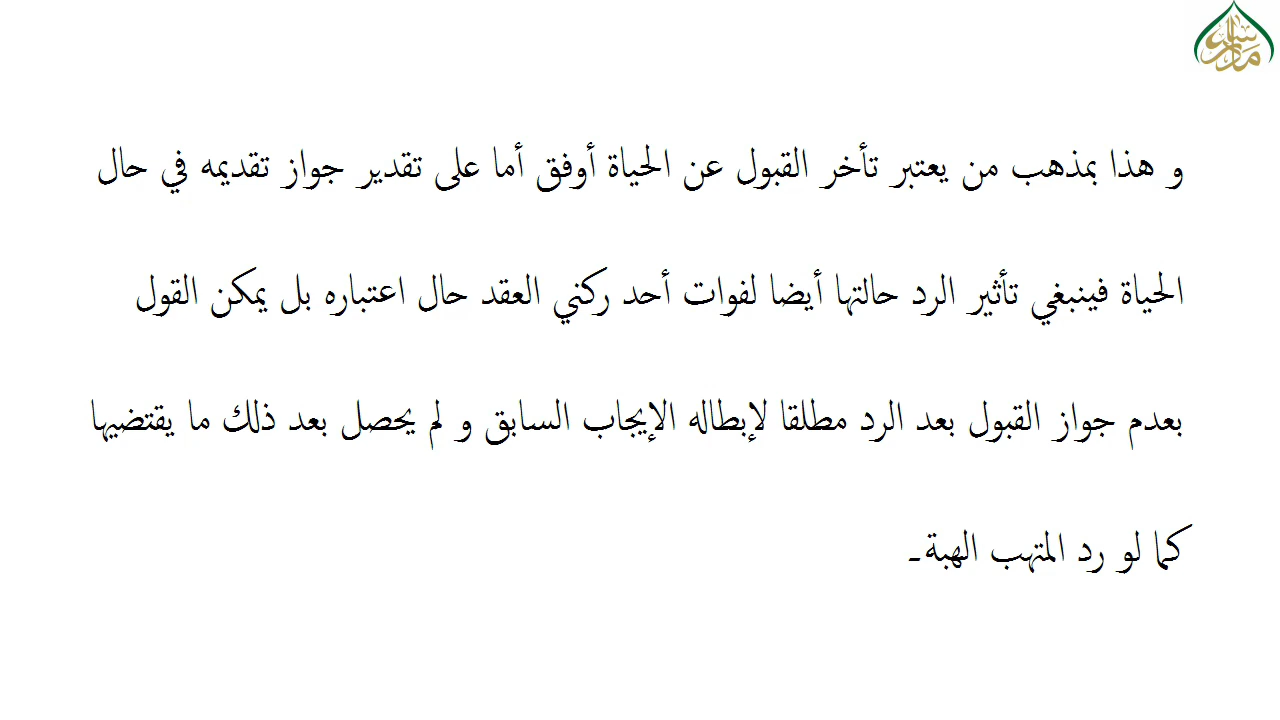 و هذا بمذهب من يعتبر تأخر القبول عن الحياة أوفق أما على تقدير جواز تقديمه في حال
الحياة فينبغي تأثير الرد حالتها أيضا لفوات أحد ركني العقد حال اعتباره بل يمكن القول
بعدم جواز القبول بعد الرد مطلقا لإبطاله الإيجاب السابق و لم يحصل بعد ذلك ما يقتضيها
كما لو رد المتهب الهبة۔